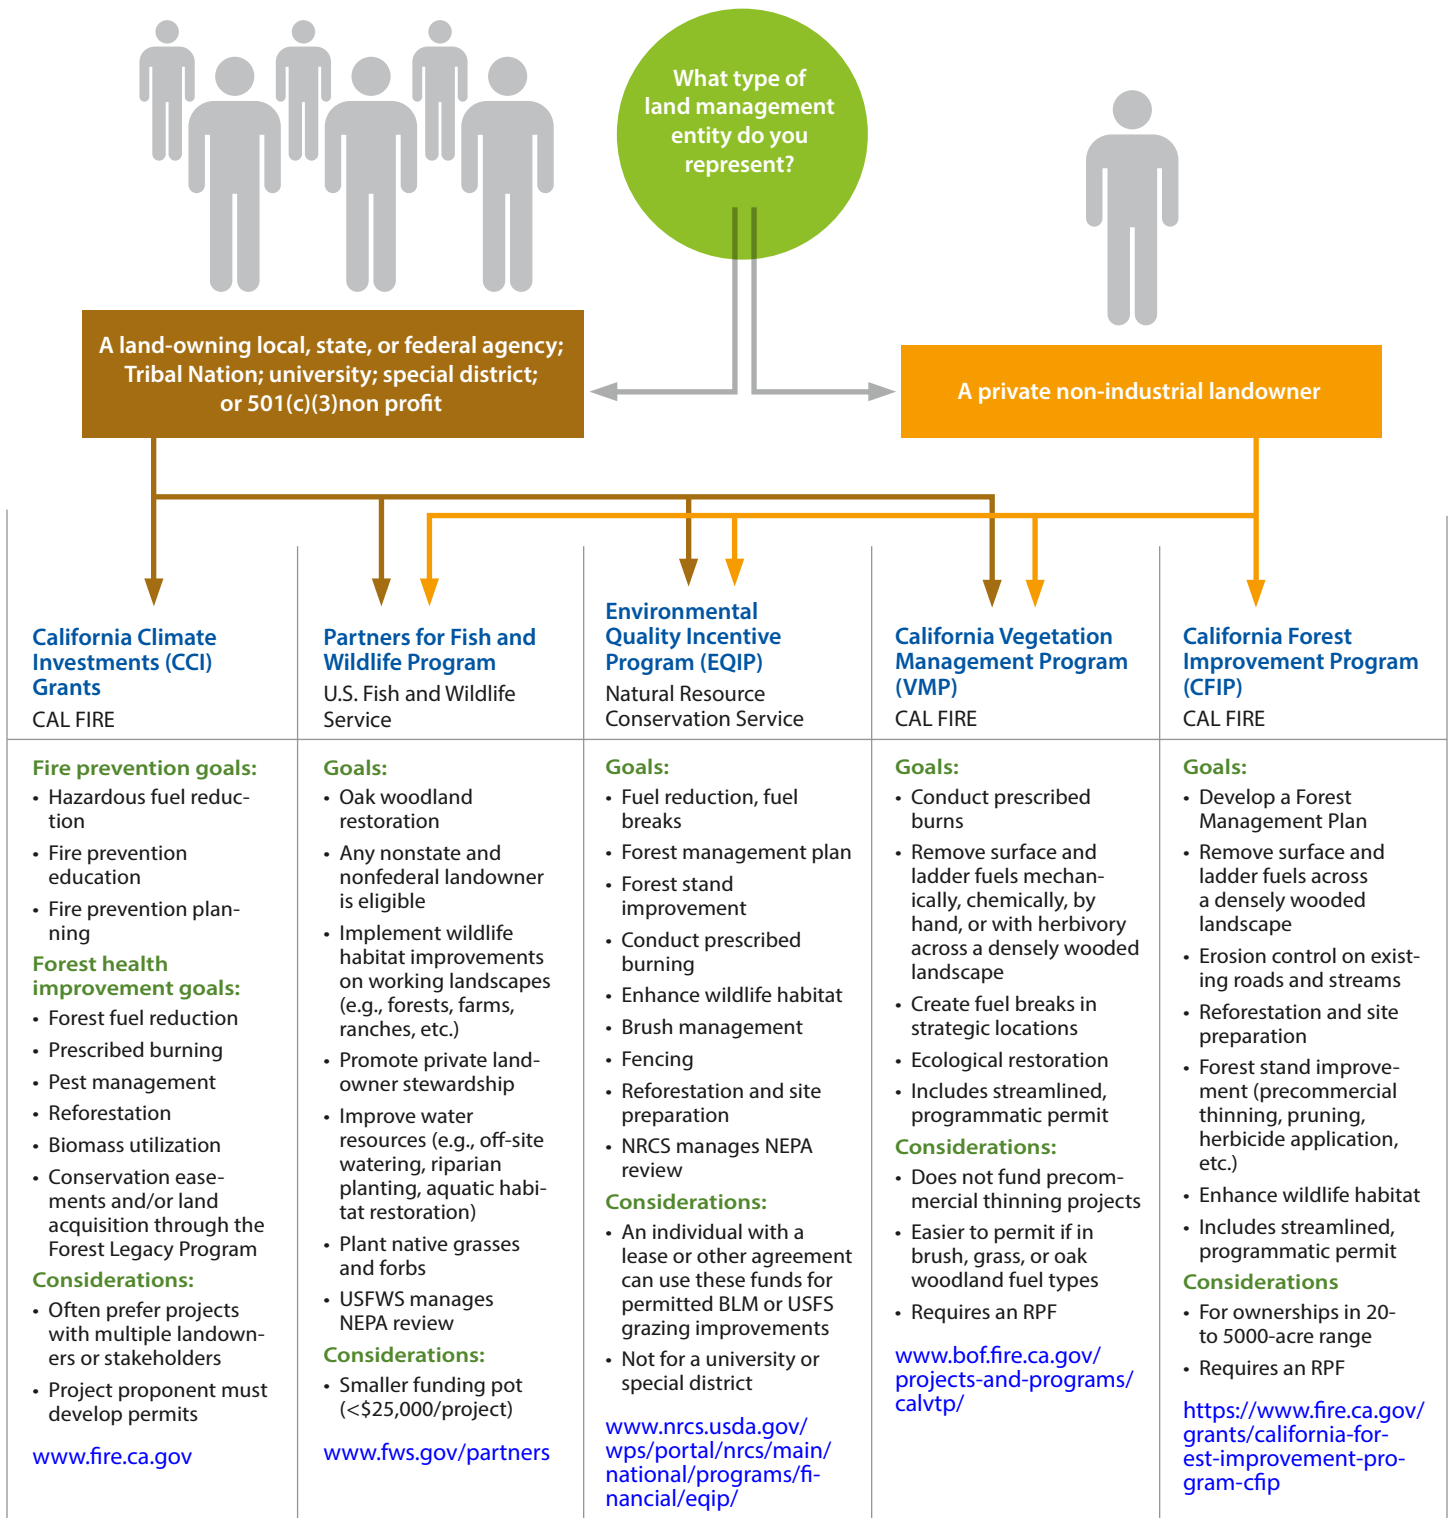 What type of
land management
entity do you
represent?
A land-owning local, state, or federal agency;
Tribal Nation; university; special district;
or 501(c)(3)non profit
A private non-industrial landowner
California Climate
Investments (CCI)
Grants
CAL FIRE
Fire prevention goals:
• Hazardous fuel reduc-
tion
• Fire prevention
education
• Fire prevention plan-
ning
Forest health
improvement goals:
• Forest fuel reduction
• Prescribed burning
• Pest management
• Reforestation
• Biomass utilization
• Conservation ease-
ments and/or land
acquisition through the
Forest Legacy Program
Considerations:
• Often prefer projects
with multiple landown-
ers or stakeholders
• Project proponent must
develop permits
www.fire.ca.gov
Partners for Fish and
Wildlife Program
U.S. Fish and Wildlife
Service
Goals:
• Oak woodland
restoration
• Any nonstate and
nonfederal landowner
is eligible
• Implement wildlife
habitat improvements
on working landscapes
(e.g., forests, farms,
ranches, etc.)
• Promote private land-
owner stewardship
• Improve water
resources (e.g., off-site
watering, riparian
planting, aquatic habi-
tat restoration)
• Plant native grasses
and forbs
• USFWS manages
NEPA review
Considerations:
• Smaller funding pot
(<$25,000/project)
www.fws.gov/partners
Environmental
Quality Incentive
Program (EQIP)
Natural Resource
Conservation Service
Goals:
• Fuel reduction, fuel
breaks
• Forest management plan
• Forest stand
improvement
• Conduct prescribed
burning
• Enhance wildlife habitat
• Brush management
• Fencing
• Reforestation and site
preparation
• NRCS manages NEPA
review
Considerations:
• An individual with a
lease or other agreement
can use these funds for
permitted BLM or USFS
grazing improvements
• Not for a university or
special district
www.nrcs.usda.gov/
wps/portal/nrcs/main/
national/programs/fi-
nancial/eqip/
California Vegetation
Management Program
(VMP)
CAL FIRE
Goals:
• Conduct prescribed
burns
• Remove surface and
ladder fuels mechan-
ically, chemically, by
hand, or with herbivory
across a densely wooded
landscape
• Create fuel breaks in
strategic locations
• Ecological restoration
• Includes streamlined,
programmatic permit
Considerations:
• Does not fund precom-
mercial thinning projects
• Easier to permit if in
brush, grass, or oak
woodland fuel types
• Requires an RPF
www.bof.fire.ca.gov/
projects-and-programs/
calvtp/
California Forest
Improvement Program
(CFIP)
CAL FIRE
Goals:
• Develop a Forest
Management Plan
• Remove surface and
ladder fuels across
a densely wooded
landscape
• Erosion control on exist-
ing roads and streams
• Reforestation and site
preparation
• Forest stand improve-
ment (precommercial
thinning, pruning,
herbicide application,
etc.)
• Enhance wildlife habitat
• Includes streamlined,
programmatic permit
Considerations
• For ownerships in 20-
to 5000-acre range
• Requires an RPF
https://www.fire.ca.gov/
grants/california-for-
est-improvement-pro-
gram-cfip